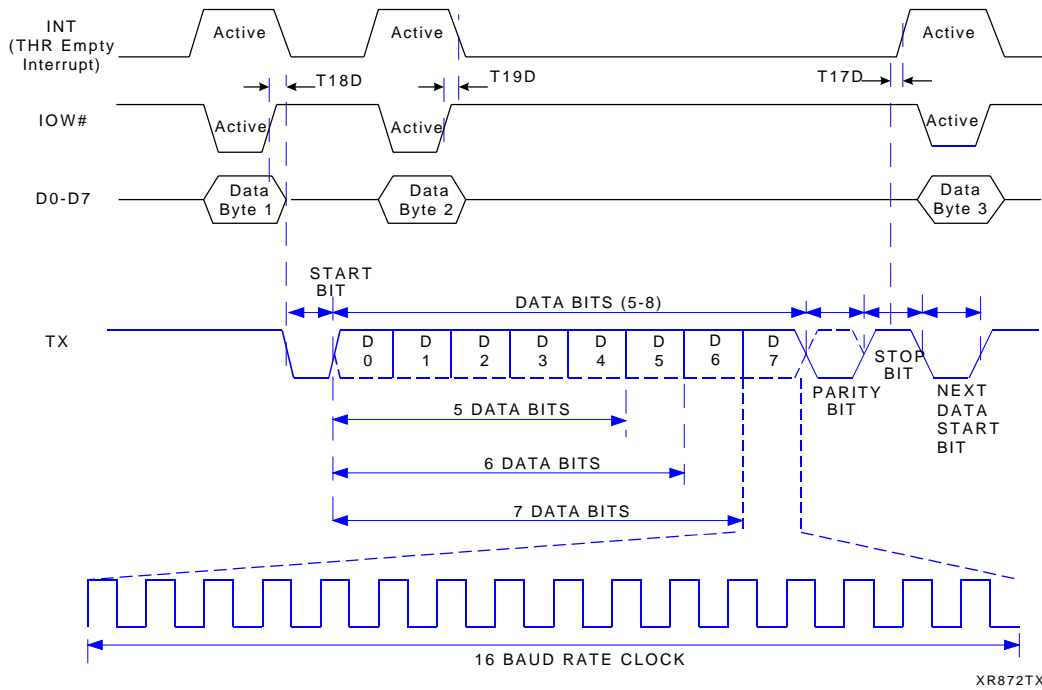 INT
(THR Empty
Interrupt)
Active
Active
Active
T18D
T19D
T17D
IOW#
Active
Active
Active
D0-D7
Data
Byte 1
Data
Byte 2
Data
Byte 3
START
BIT
DATA BITS (5-8)
TX
D
0
D
1
D
2
D
3
D
4
D
5
D
6
D
7
PARITY
BIT
STOP
BIT
NEXT
DATA
START
BIT
5 DATA BITS
6 DATA BITS
7 DATA BITS
16 BAUD RATE CLOCK
XR872TX